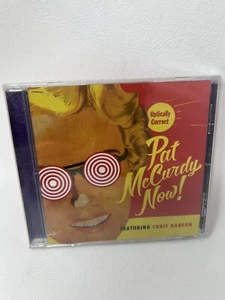 Optically
Correct
Pat
McCurdy
Now!
FEATURING CHRIS HANSON